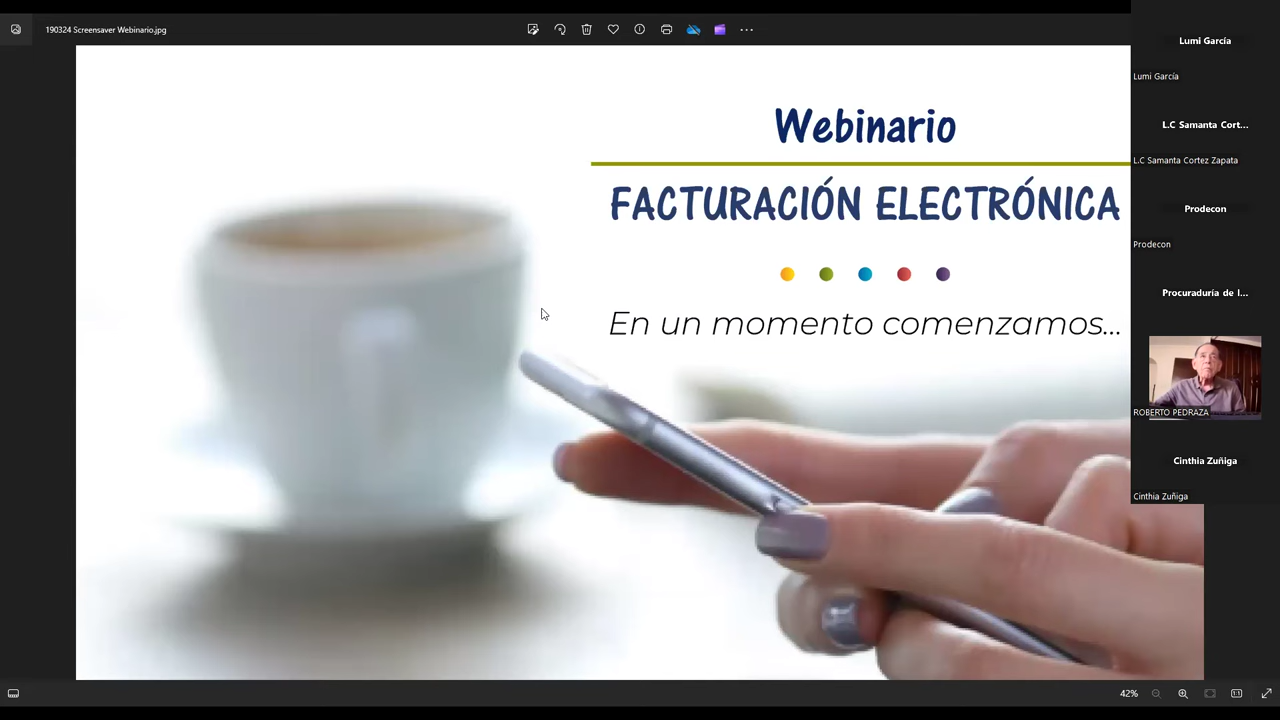 190324 Screensaver Webinario.jpg
Webinario
FACTURACIÓN ELECTRÓNICA
En un momento comenzamos...
Lumi García
Lumi García
L.C Samanta Cort...
L.C Samanta Cortez Zapata
Prodecon
Prodecon
Procuraduría de l...
ROBERTO PEDRAZA
Cinthia Zuñiga
Cinthia Zuñiga
42%